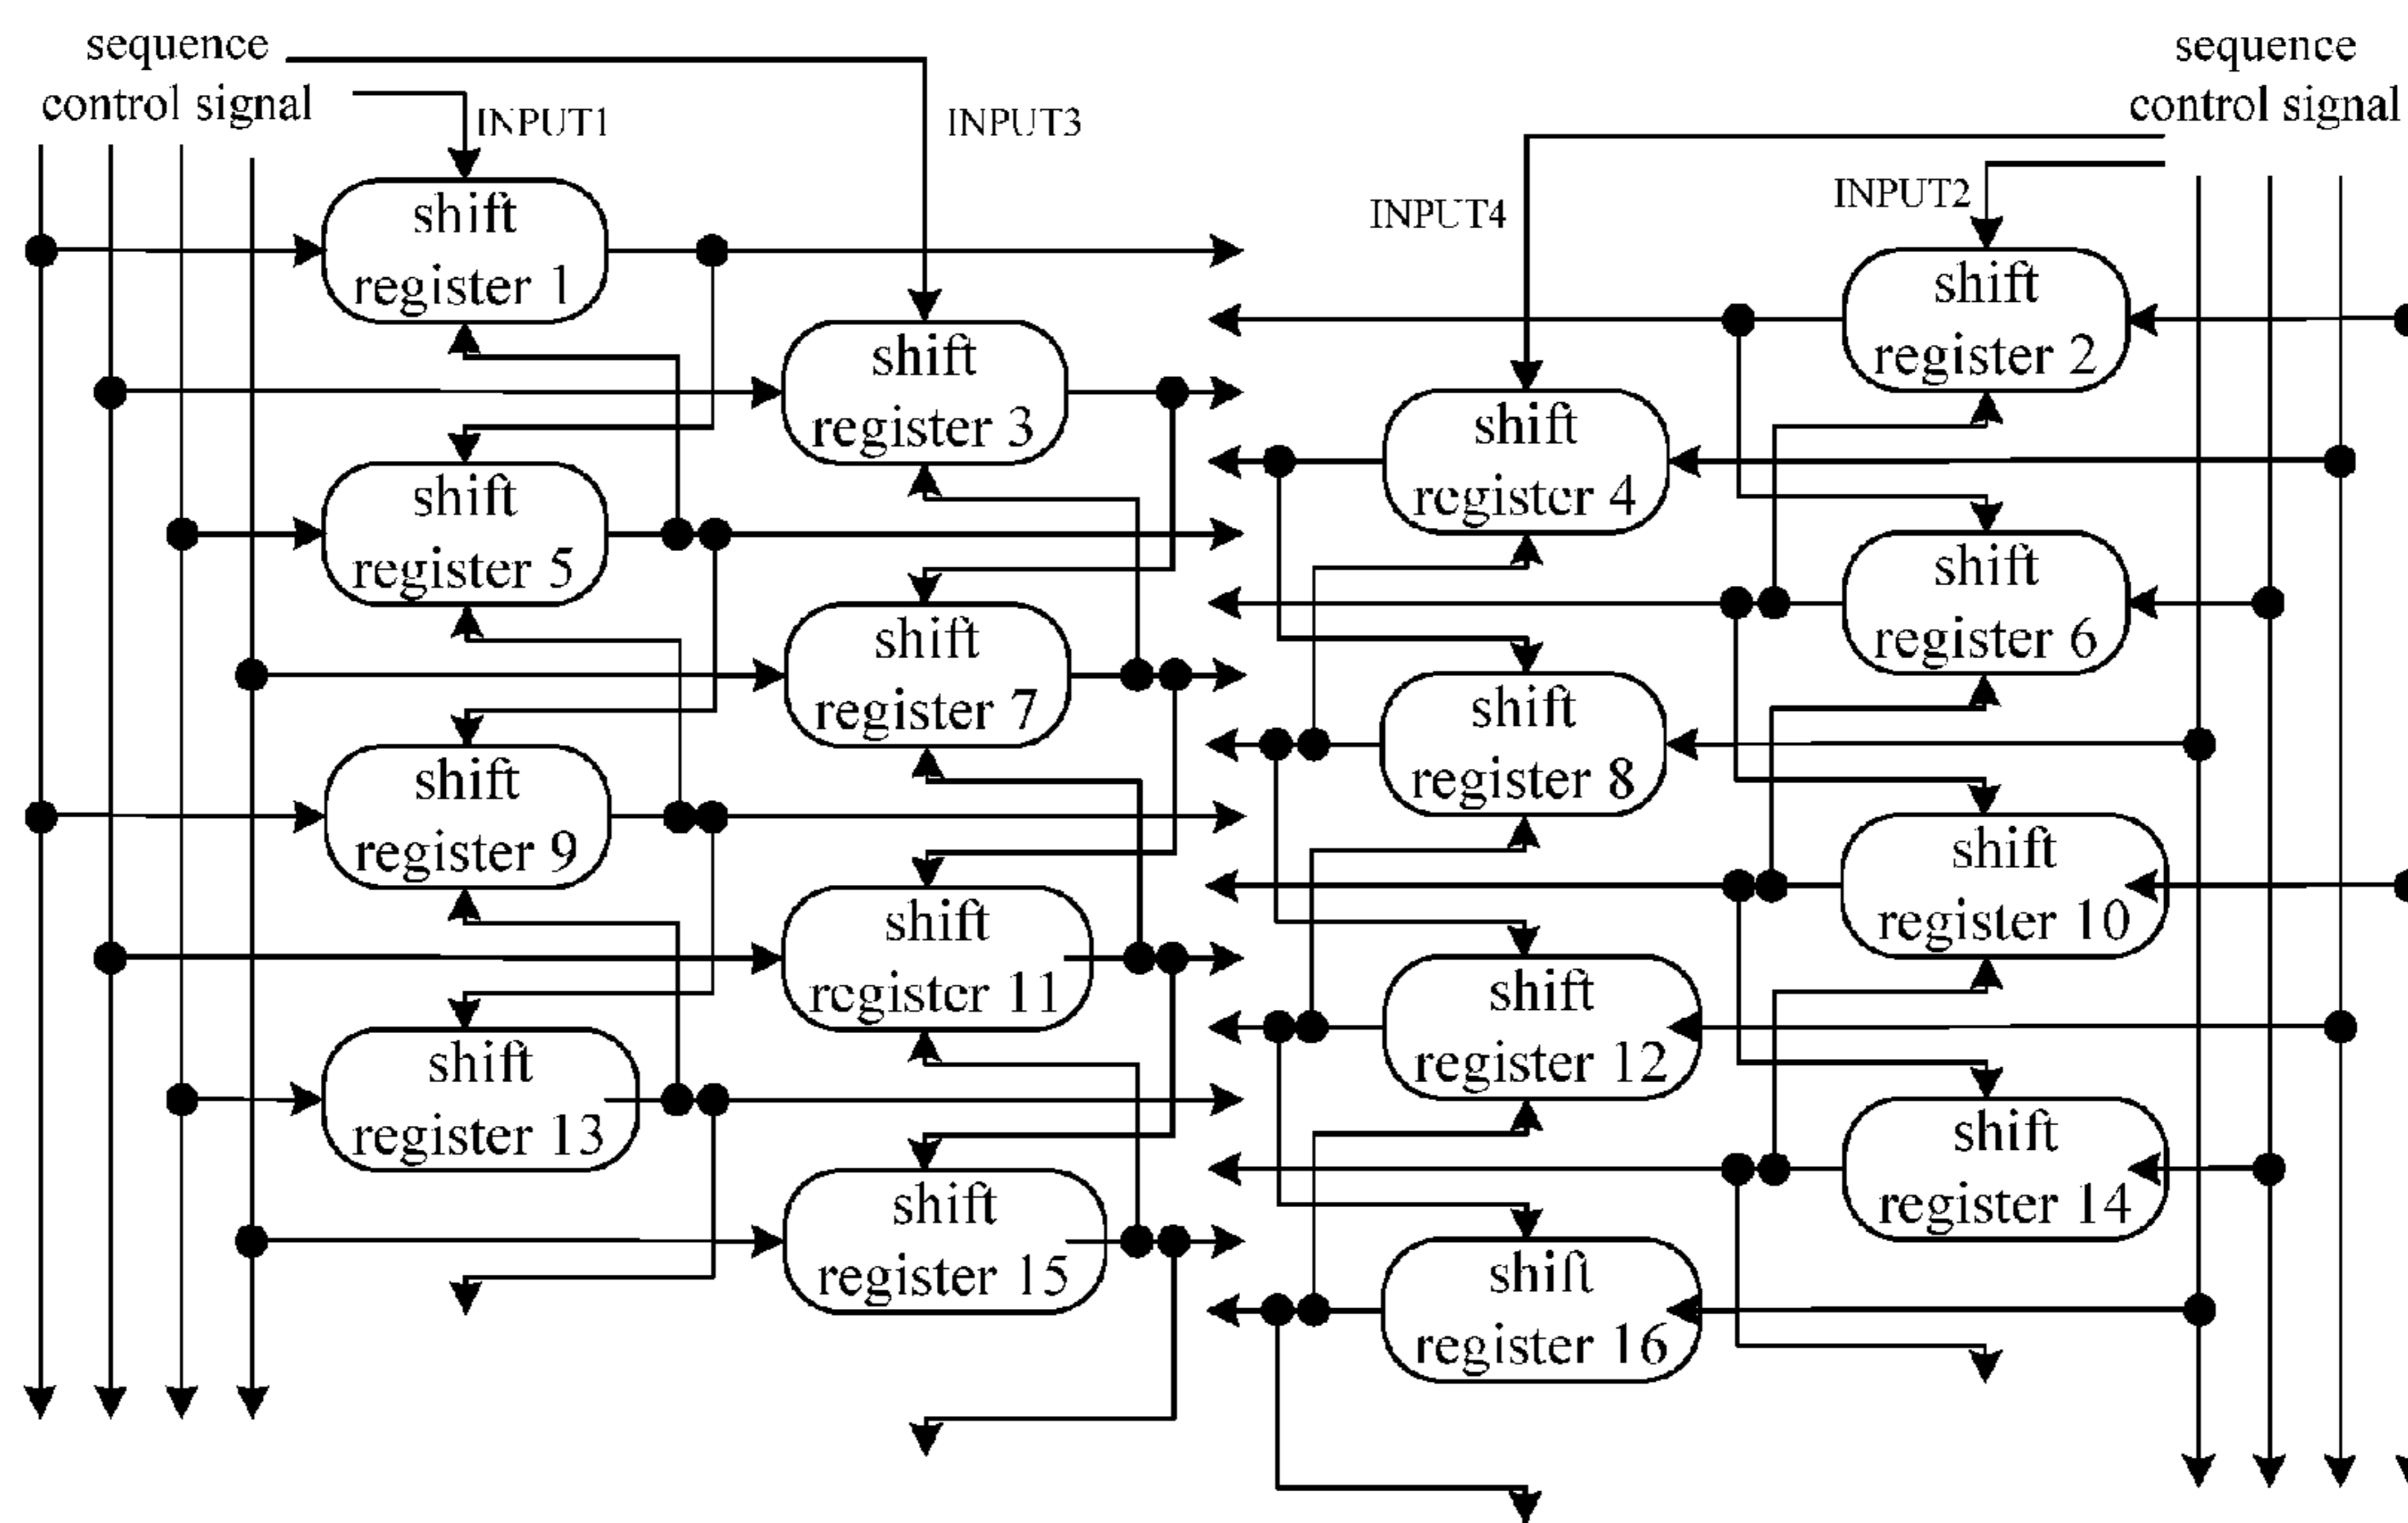 sequence
control signal
INPUT1
INPUT3
INPUT4
INPUT2
sequence
control signal
shift
register 1
shift
register 2
shift
register 3
shift
register 4
shift
register 5
shift
register 6
shift
register 7
shift
register 8
shift
register 9
shift
register 10
shift
register 11
shift
register 12
shift
register 13
shift
register 14
shift
register 15
shift
register 16